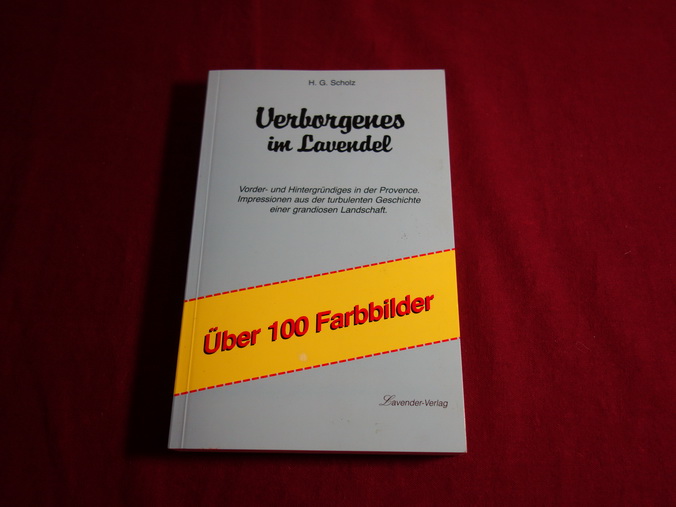 H. G. Scholz
Verborgenes
im Lavendel
Vorder- und Hintergründiges in der Provence.
Impressionen aus der turbulenten Geschichte
einer grandiosen Landschaft.
Über 100 Farbbilder
Lavender-Verlag